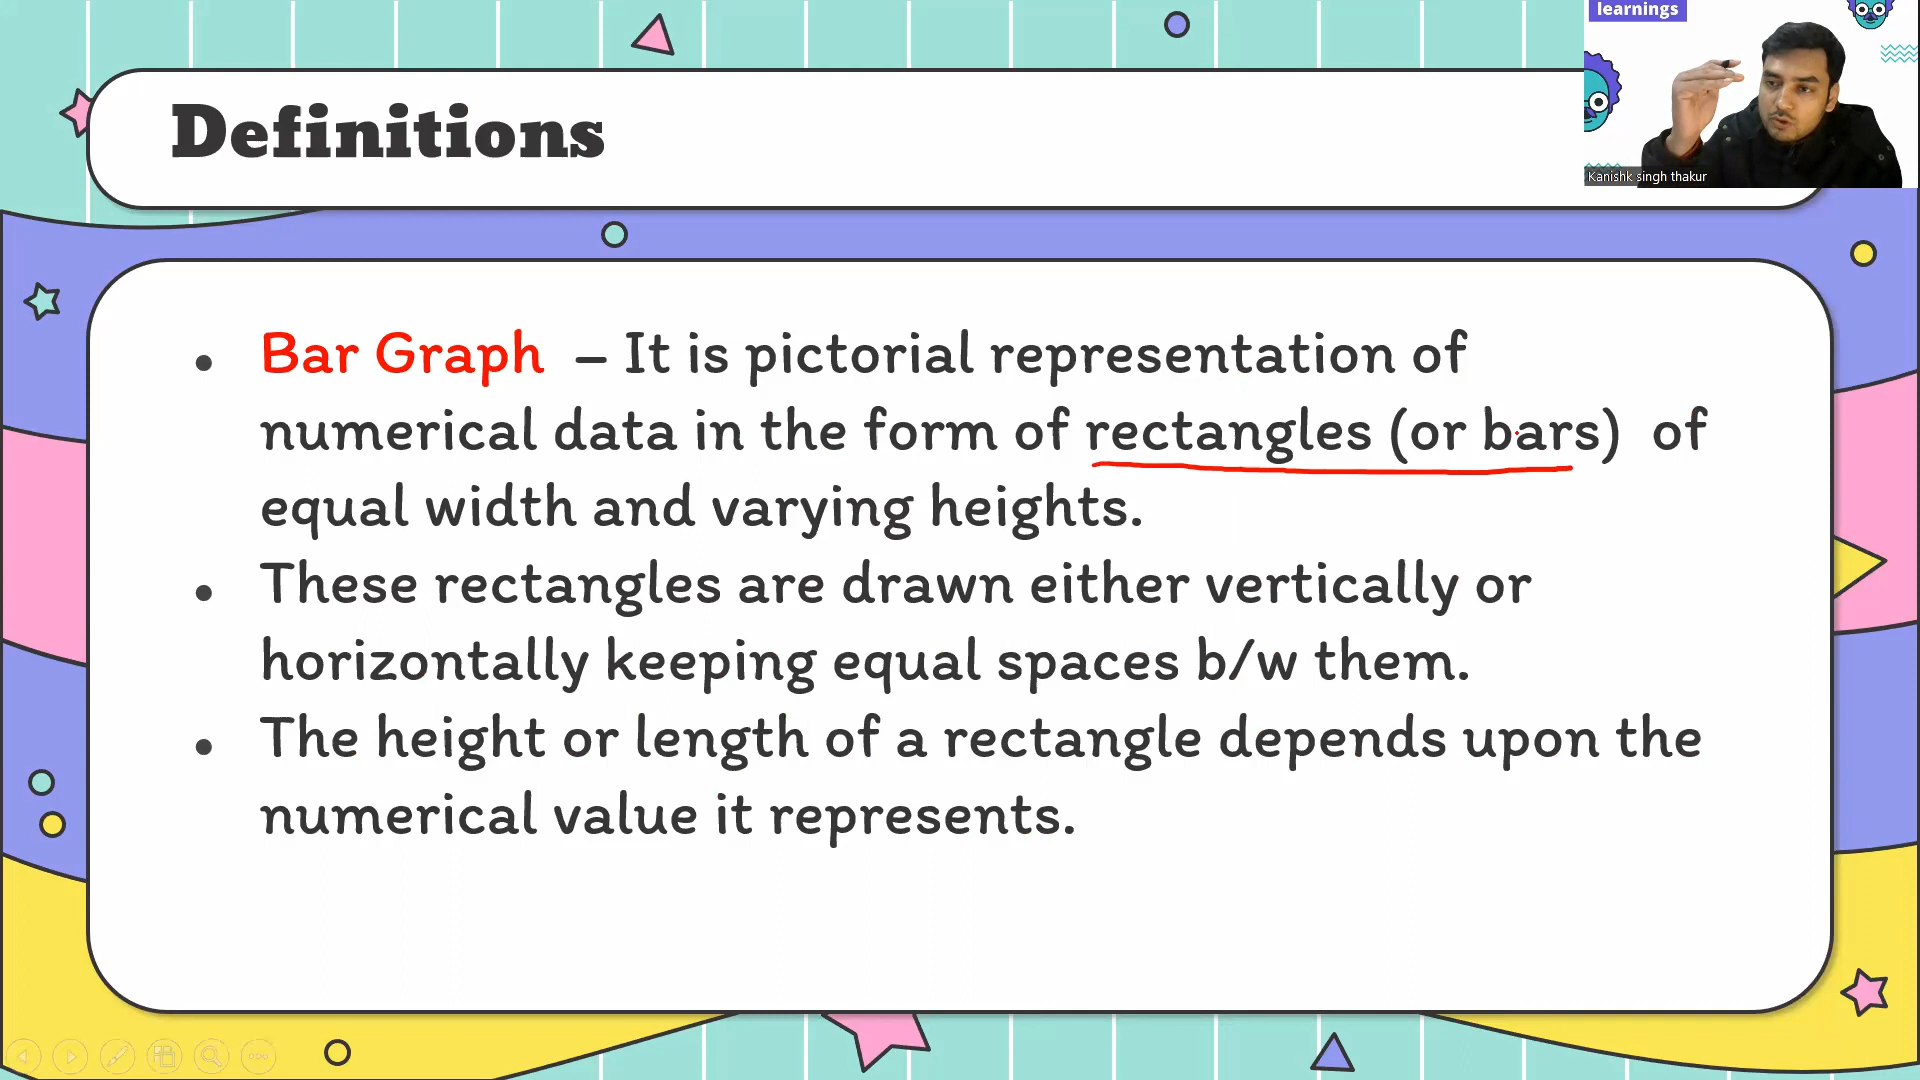 learnings
Kanishk singh thakur
Definitions
• Bar Graph – It is pictorial representation of
numerical data in the form of rectangles (or bars) of
equal width and varying heights.
• These rectangles are drawn either vertically or
horizontally keeping equal spaces b/w them.
• The height or length of a rectangle depends upon the
numerical value it represents.